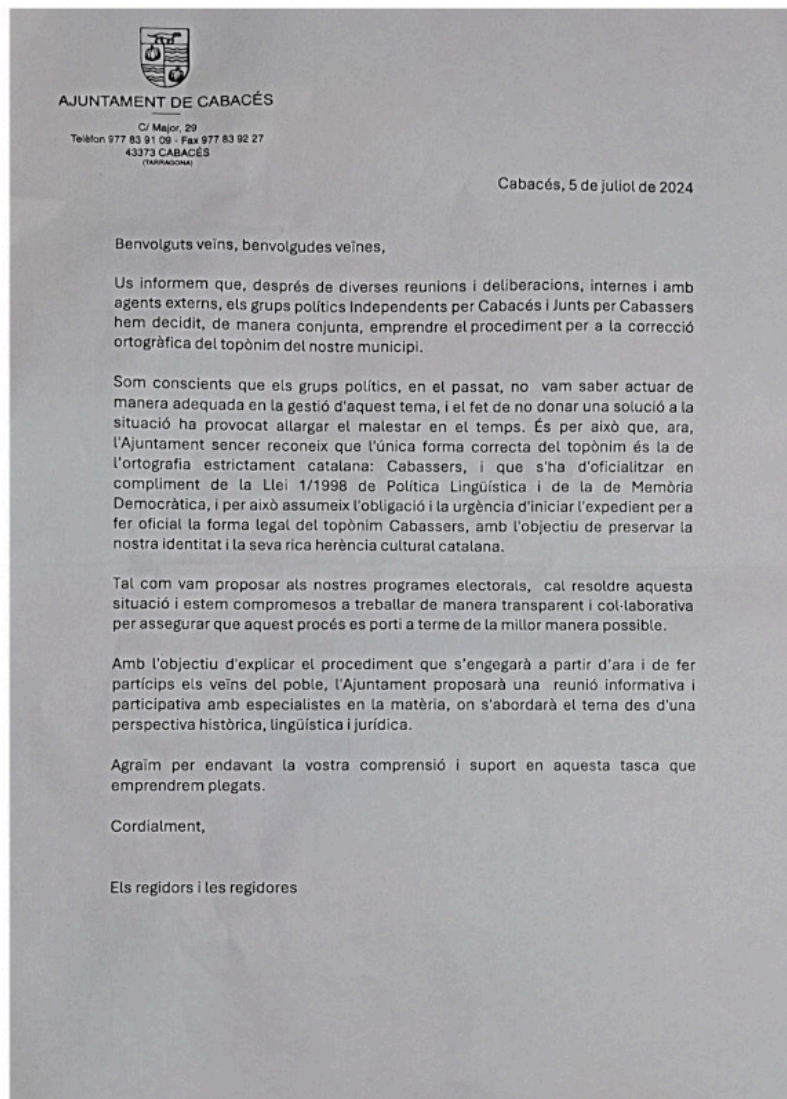 AJUNTAMENT DE CABACÉS
C/ Major, 29
Telèfon 977 83 91 09 - Fax 977 83 92 27
43373 CABACÉS
(TARRAGONA)
Cabacés, 5 de juliol de 2024
Benvolguts veïns, benvolgudes veïnes,
Us informem que, després de diverses reunions i deliberacions, internes i amb
agents externs, els grups polítics Independents per Cabacés i Junts per Cabassers
hem decidit, de manera conjunta, emprendre el procediment per a la correcció
ortogràfica del topònim del nostre municipi.
Som conscients que els grups polítics, en el passat, no vam saber actuar de
manera adequada en la gestió d'aquest tema, i el fet de no donar una solució a la
situació ha provocat allargar el malestar en el temps. És per això que, ara,
l'Ajuntament sencer reconeix que l'única forma correcta del topònim és la de
l'ortografia estrictament catalana: Cabassers, i que s'ha d'oficialitzar en
compliment de la Llei 1/1998 de Política Lingüística i de la de Memòria
Democràtica, i per això assumeix l'obligació i la urgència d'iniciar l'expedient per a
fer oficial la forma legal del topònim Cabassers, amb l'objectiu de preservar la
nostra identitat i la seva rica herència cultural catalana.
Tal com vam proposar als nostres programes electorals, cal resoldre aquesta
situació i estem compromesos a treballar de manera transparent i col·laborativa
per assegurar que aquest procés es porti a terme de la millor manera possible.
Amb l'objectiu d'explicar el procediment que s'engegarà a partir d'ara i de fer
partícips els veïns del poble, l'Ajuntament proposarà una reunió informativa i
participativa amb especialistes en la matèria, on s'abordarà el tema des d'una
perspectiva històrica, lingüística i jurídica.
Agraïm per endavant la vostra comprensió i suport en aquesta tasca que
emprendrem plegats.
Cordialment,
Els regidors i les regidores